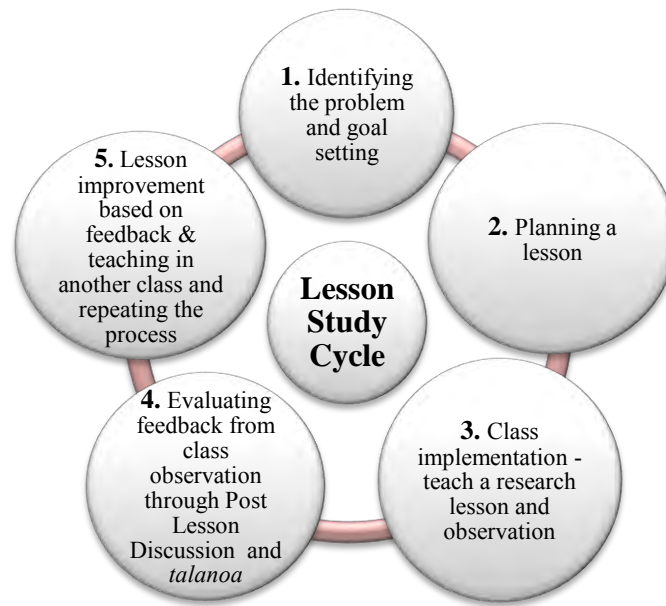 1. Identifying
the problem
and goal
setting
2. Planning a
lesson
3. Class
implementation -
teach a research
lesson and
observation
4. Evaluating
feedback from
class
observation
through Post
Lesson
Discussion and
talanoa
5. Lesson
improvement
based on
feedback &
teaching in
another class and
repeating the
process
Lesson
Study
Cycle